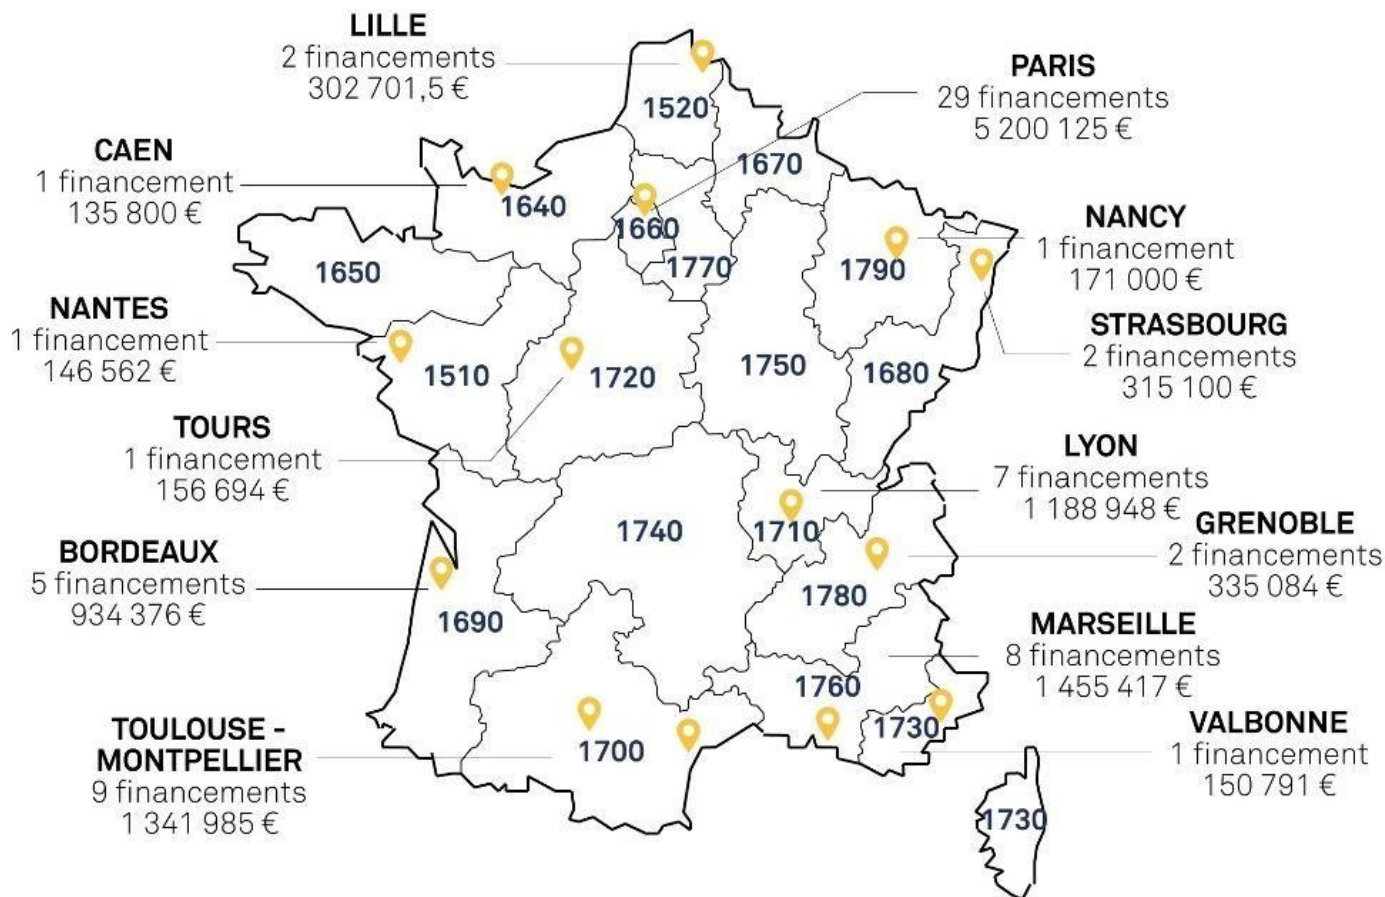 LILLE
2 financements
302 701,5 €
PARIS
29 financements
5 200 125 €
CAEN
1 financement
135 800 €
NANCY
1 financement
171 000 €
NANTES
1 financement
146 562 €
STRASBOURG
2 financements
315 100 €
TOURS
1 financement
156 694 €
LYON
7 financements
1 188 948 €
BORDEAUX
5 financements
934 376 €
GRENOBLE
2 financements
335 084 €
MARSEILLE
8 financements
1 455 417 €
TOULOUSE -
MONTPELLIER
9 financements
1 341 985 €
VALBONNE
1 financement
150 791 €
1520
1670
1640
1660
1650
1770
1790
1510
1720
1750
1680
1740
1710
1780
1690
1760
1730
1700
1730